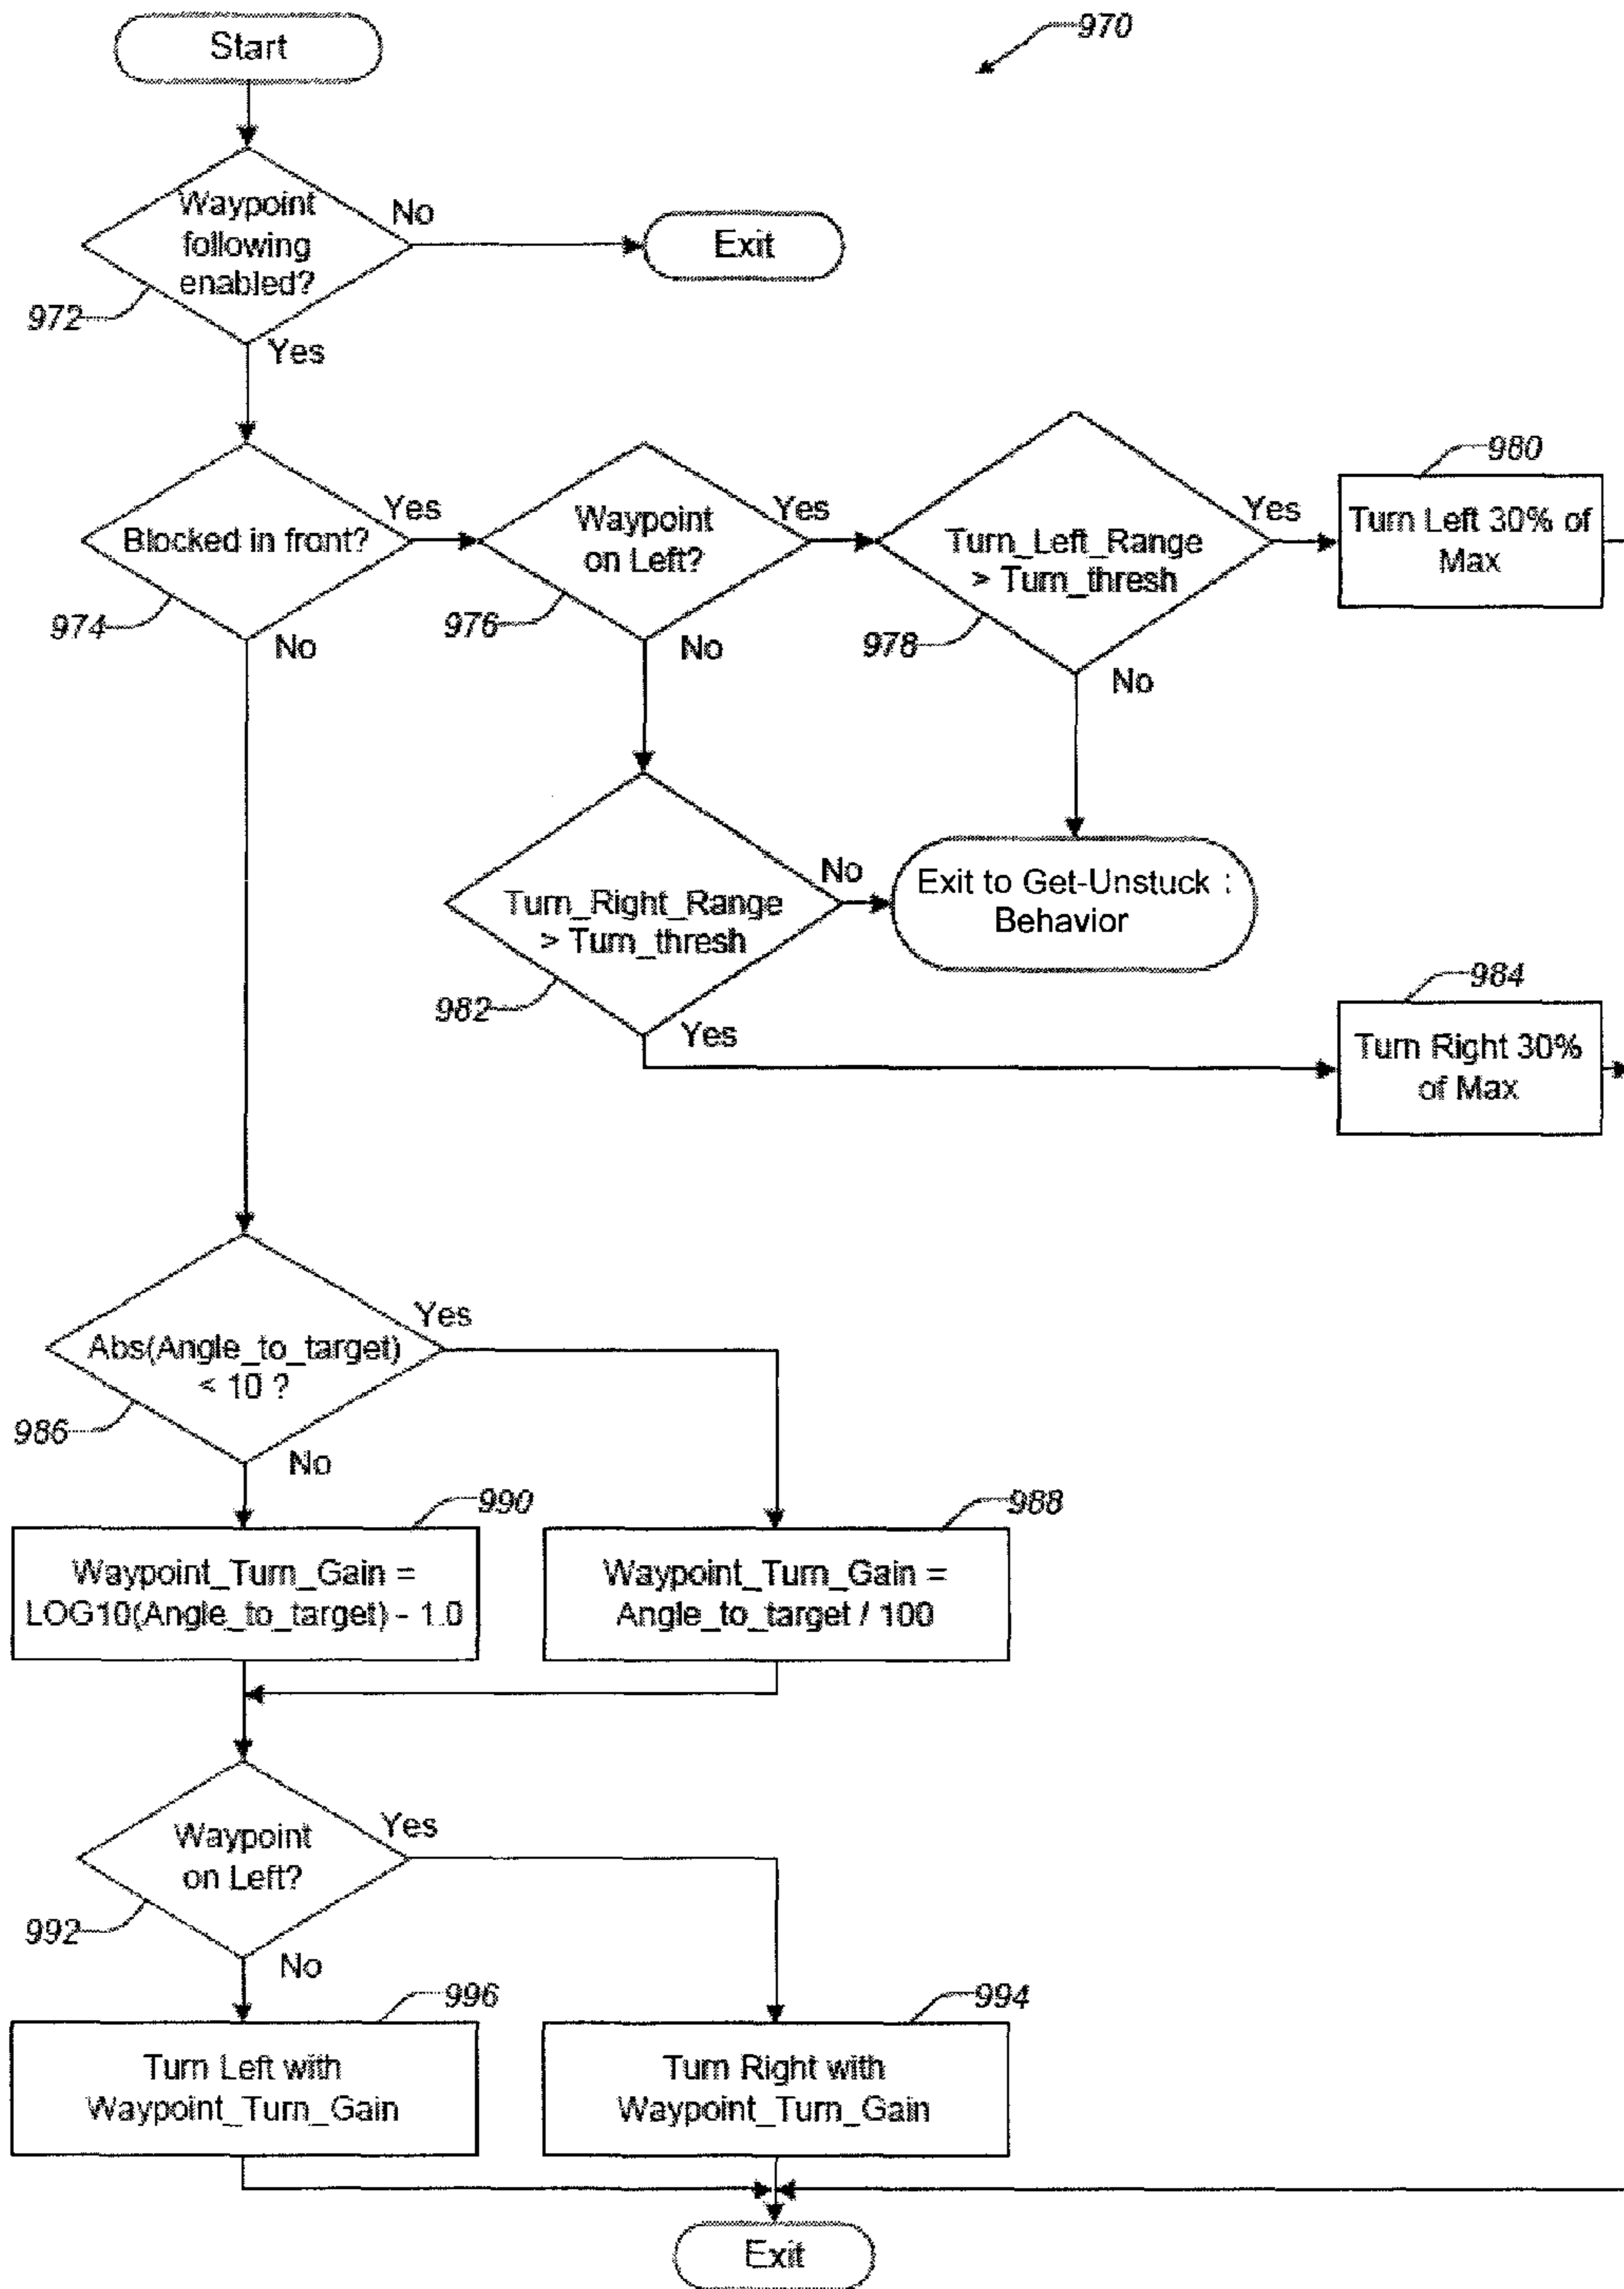 Start
970
Waypoint
following
enabled?
No
Exit
972
Yes
Blocked in front?
Yes
974
No
Waypoint
on Left?
Yes
976
No
Turn_Left_Range
> Turn_thresh
Yes
978
No
980
Turn Left 30% of
Max
Turn_Right_Range
> Turn_thresh
No
982
Yes
Exit to Get-Unstuck :
Behavior
984
Turn Right 30%
of Max
Abs(Angle_to_target)
< 10 ?
Yes
986
No
990
Waypoint_Turn_Gain =
LOG10(Angle_to_target) - 1.0
988
Waypoint_Turn_Gain =
Angle_to_target / 100
Waypoint
on Left?
Yes
992
No
996
Turn Left with
Waypoint_Turn_Gain
994
Turn Right with
Waypoint_Turn_Gain
Exit